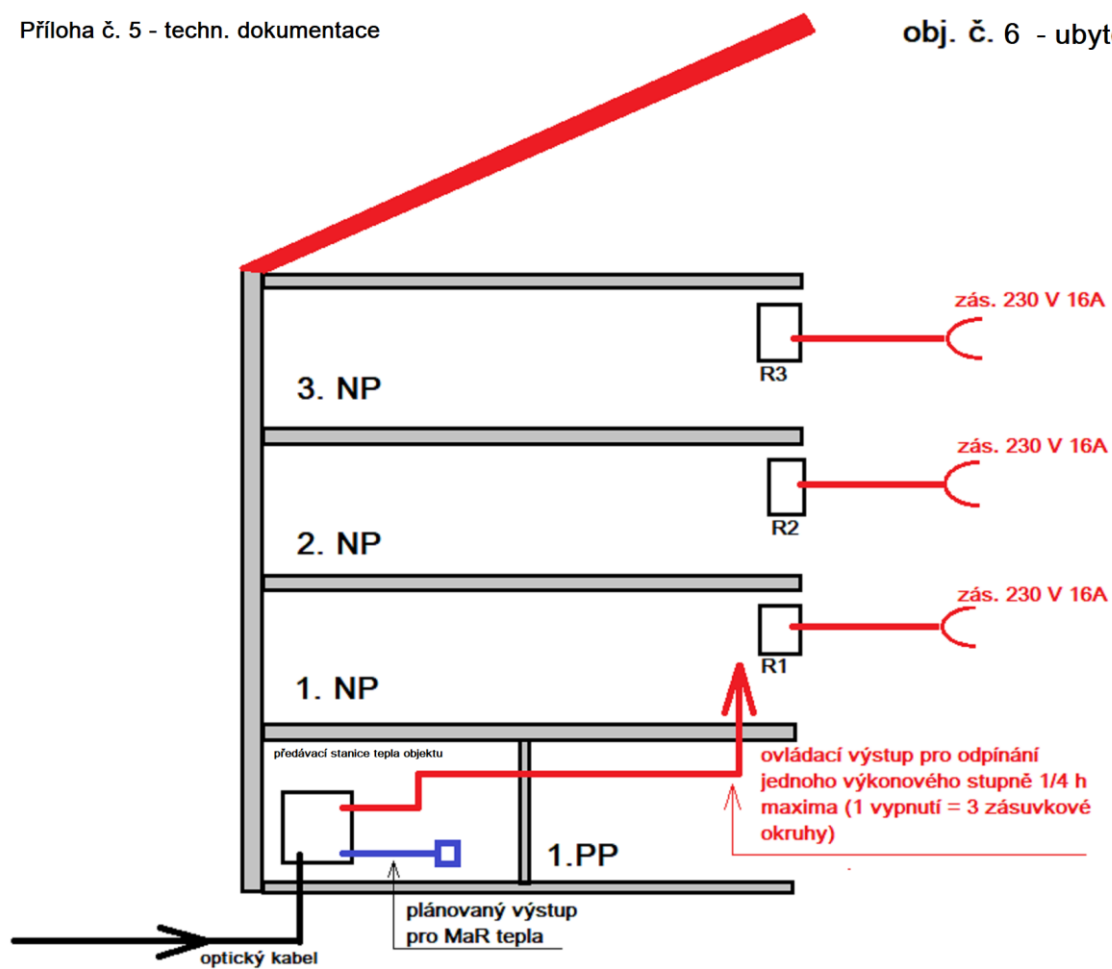 Příloha č. 5 - techn. dokumentace
obj. č. 6 - ubyt
zás. 230 V 16A
R3
3. NP
zás. 230 V 16A
R2
2. NP
zás. 230 V 16A
R1
1. NP
předávací stanice tepla objektu
ovládací výstup pro odpínání
jednoho výkonového stupně 1/4 h
maxima (1 vypnutí = 3 zásuvkové
okruhy)
1.PP
plánovaný výstup
pro MaR tepla
optický kabel